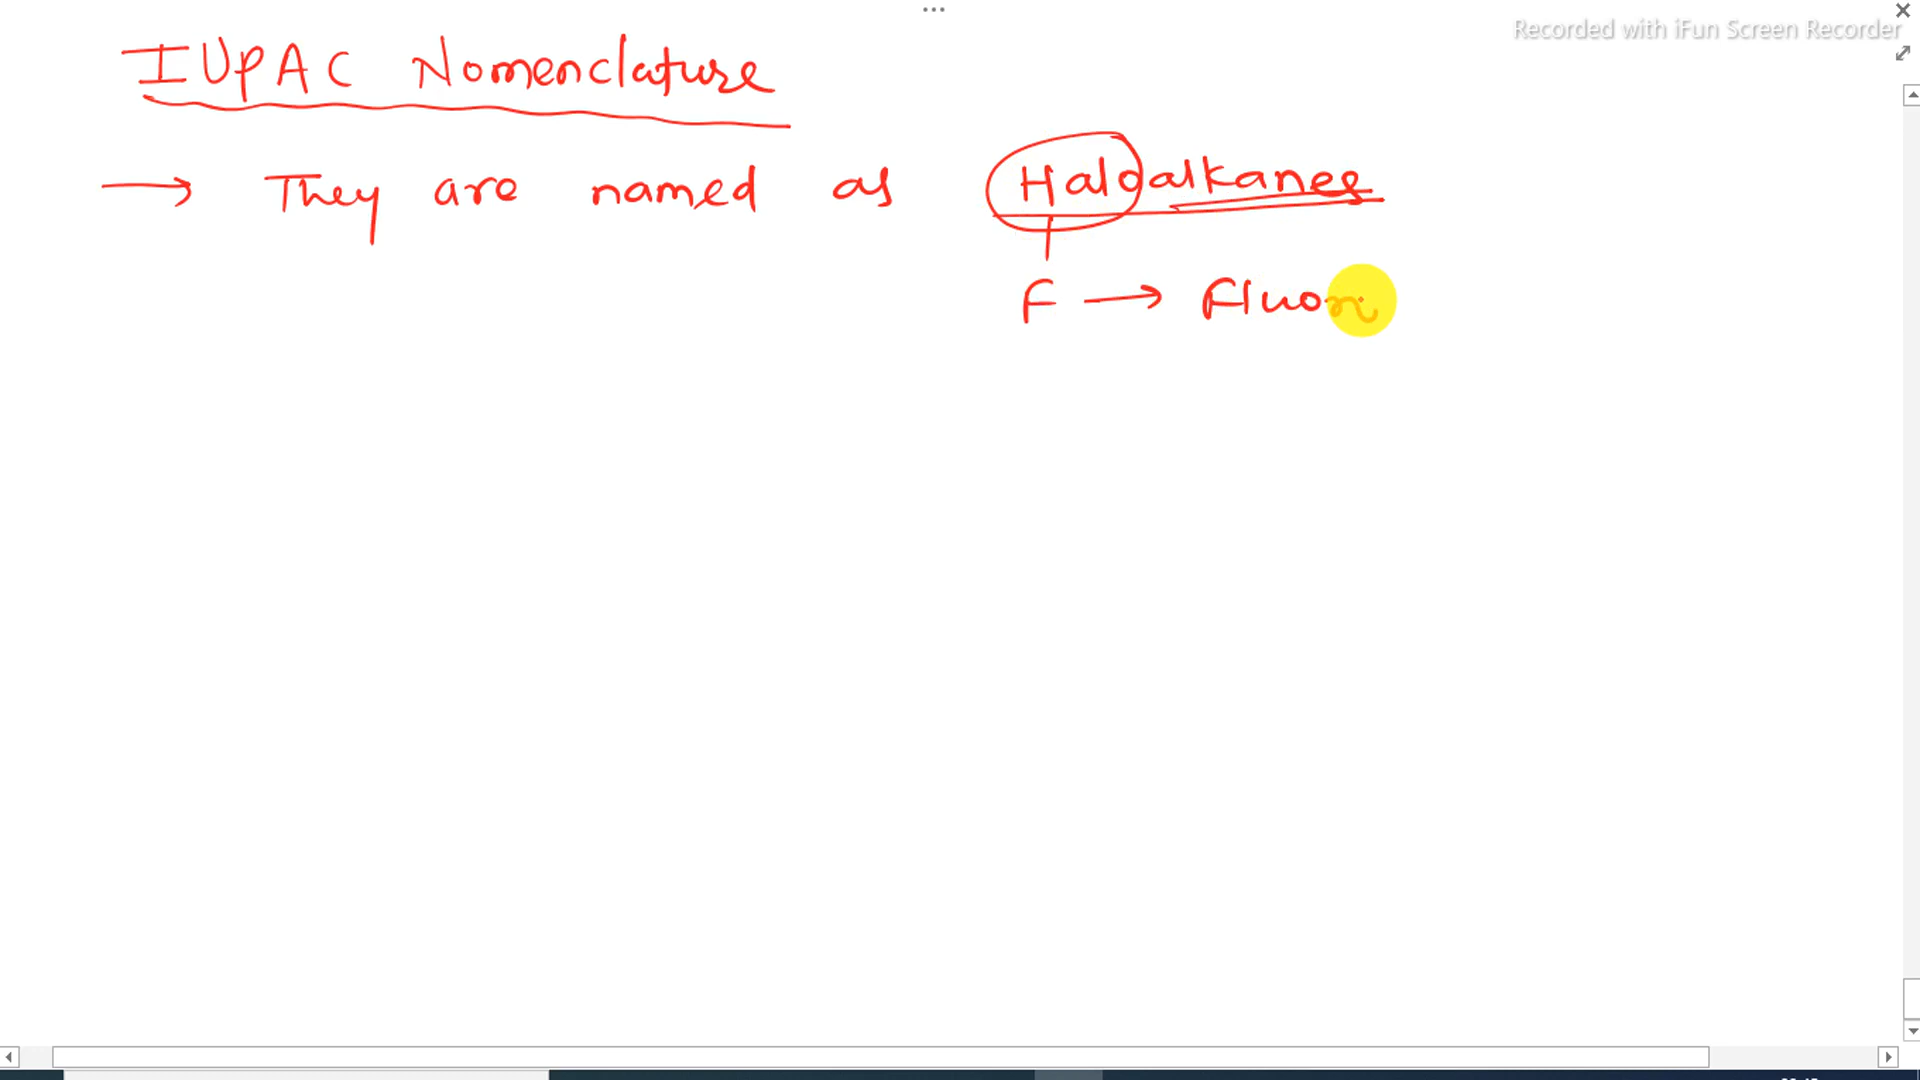 Recorded with iFun Screen Recorder
IUPAC Nomenclature
→ They are named as Haloalkanes
F → Fluor